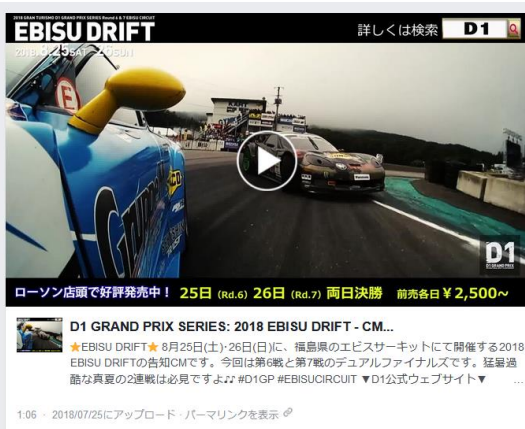 2018 GRAN TURISMO D1 GRAND PRIX SERIES Round 6 & 7 EBISU CIRCUIT
EBISU DRIFT
2018.8.25SAT-26SUN
詳しくは検索 D1
E
D1
ローソン店頭で好評発売中! 25日 (Rd.6) 26日 (Rd.7) 両日決勝 前売各日¥2,500~
D1 GRAND PRIX SERIES: 2018 EBISU DRIFT - CM...
★EBISU DRIFT★ 8月25日(土)・26日(日)に、福島県のエビスサーキットにて開催する2018
EBISU DRIFTの告知CMです。今回は第6戦と第7戦のデュアルファイナルズです。猛暑過
酷な真夏の2連戦は必見ですよ♪♪ #D1GP #EBISUCIRCUIT ▼D1公式ウェブサイト▼ ...
1:06 · 2018/07/25にアップロード · パーマリンクを表示